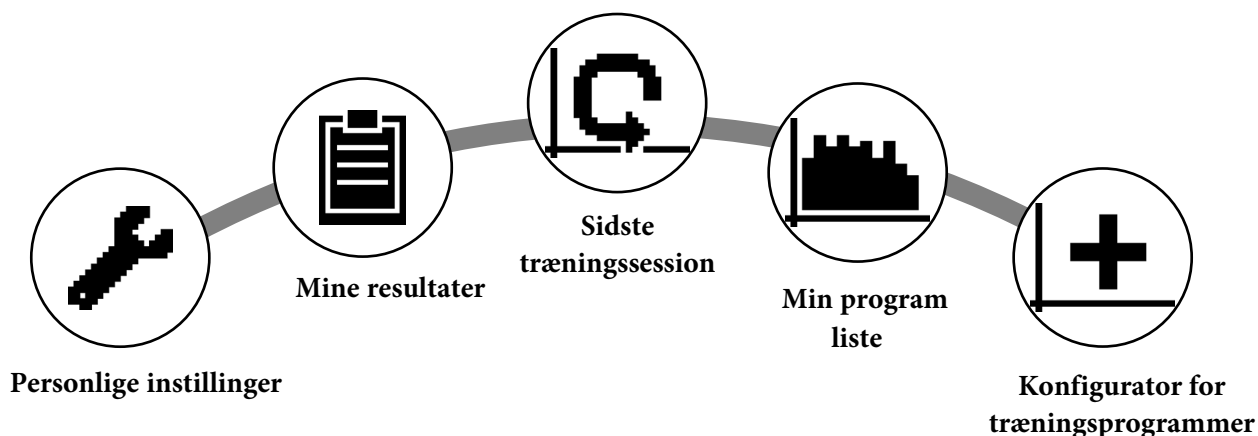 Personlige instillinger
Mine resultater
Sidste
træningssession
Min program
liste
Konfigurator for
træningsprogrammer